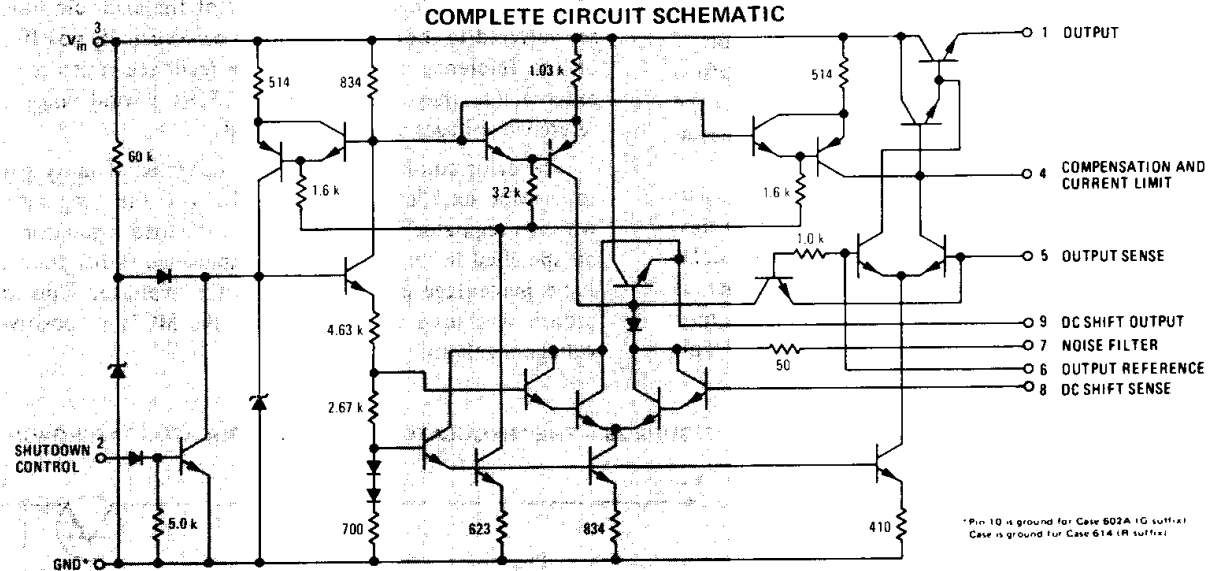 COMPLETE CIRCUIT SCHEMATIC
3
Vin
514
834
1.03 k
514
1 OUTPUT
60 k
1.6 k
3.2 k
1.6 k
4 COMPENSATION AND
CURRENT LIMIT
1.0 k
5 OUTPUT SENSE
4.63 k
9 DC SHIFT OUTPUT
7 NOISE FILTER
50
6 OUTPUT REFERENCE
8 DC SHIFT SENSE
2.67 k
SHUTDOWN 2
CONTROL
5.0 k
700
623
834
410
*Pin 10 is ground for Case 602A (G suffix)
Case is ground for Case 614 (R suffix)
GND*